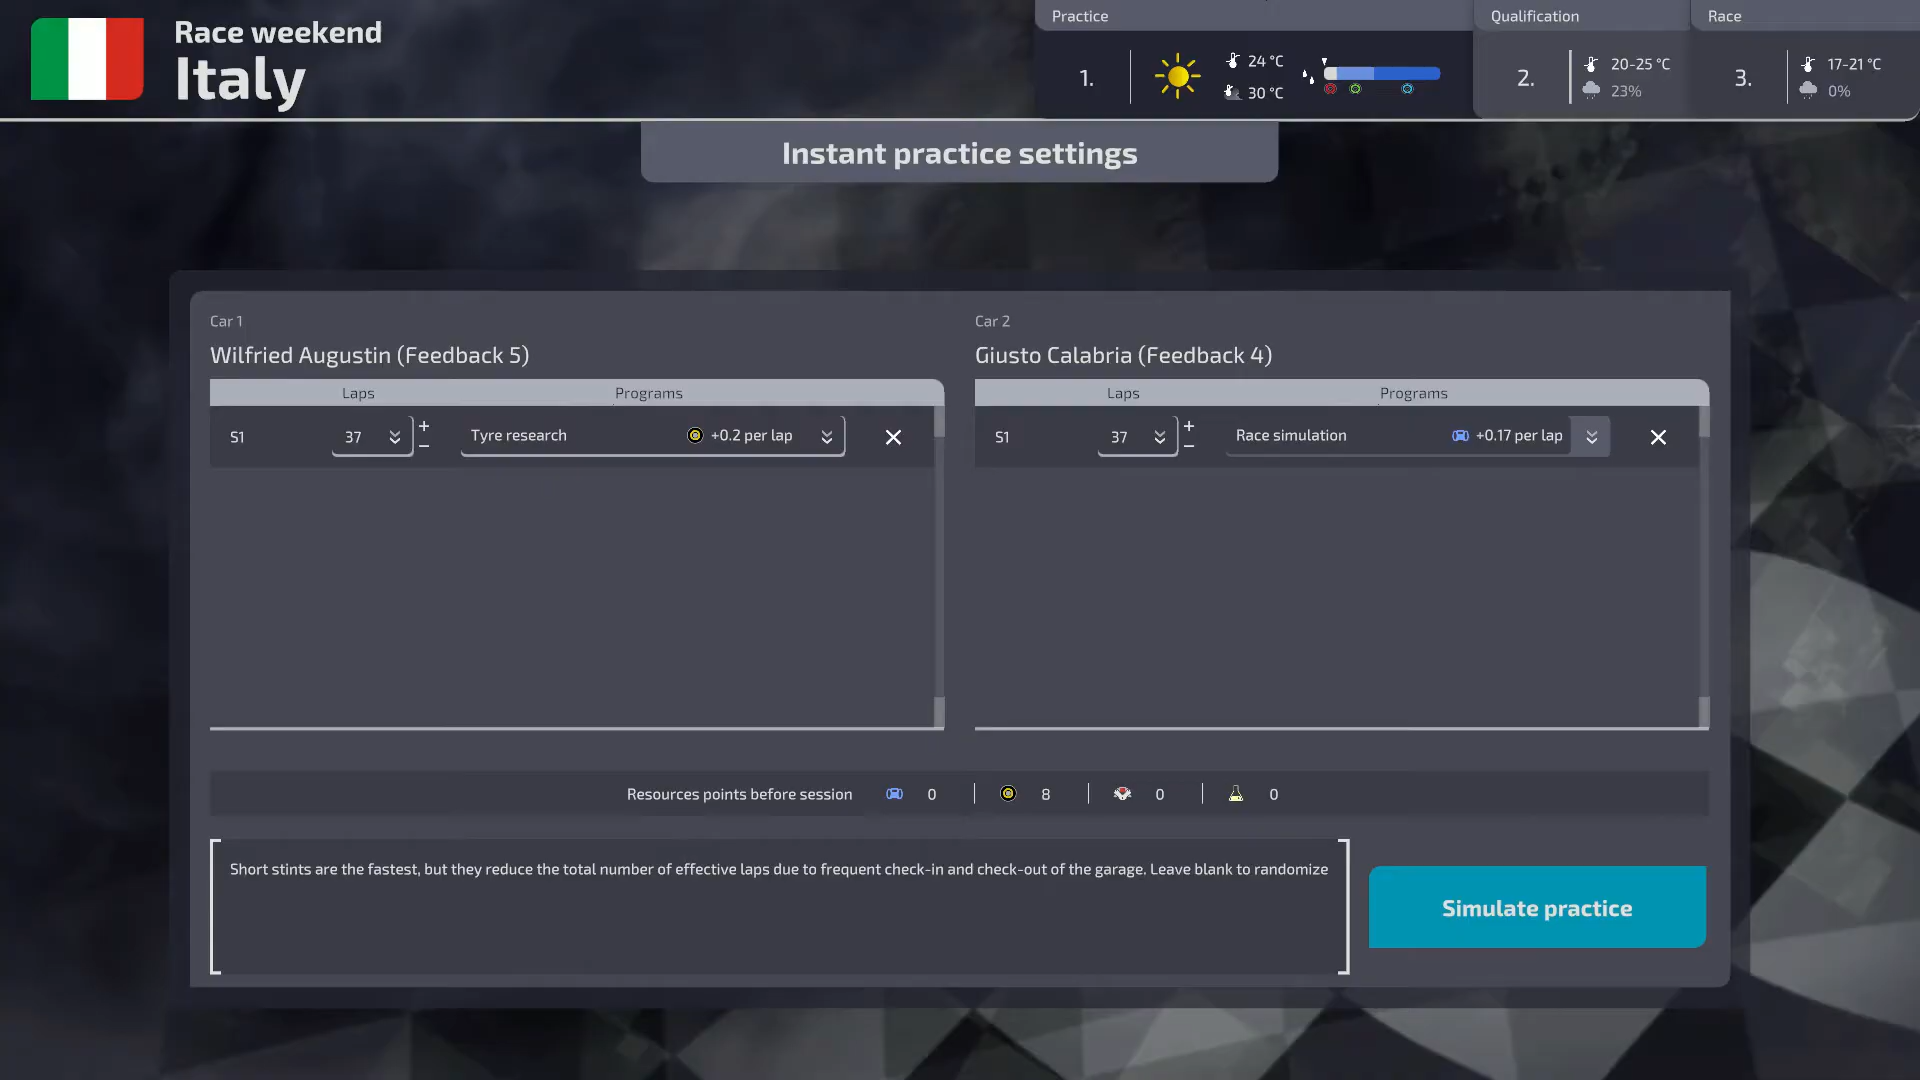 Race weekend
Italy
Practice
1.
24 °C
30 °C
Qualification
2.
20-25 °C
23%
Race
3.
17-21 °C
0%
Instant practice settings
Car 1
Wilfried Augustin (Feedback 5)
Laps Programs
S1 37 + − Tyre research +0.2 per lap
Car 2
Giusto Calabria (Feedback 4)
Laps Programs
S1 37 + − Race simulation +0.17 per lap
Resources points before session 0 8 0 0
Short stints are the fastest, but they reduce the total number of effective laps due to frequent check-in and check-out of the garage. Leave blank to randomize
Simulate practice